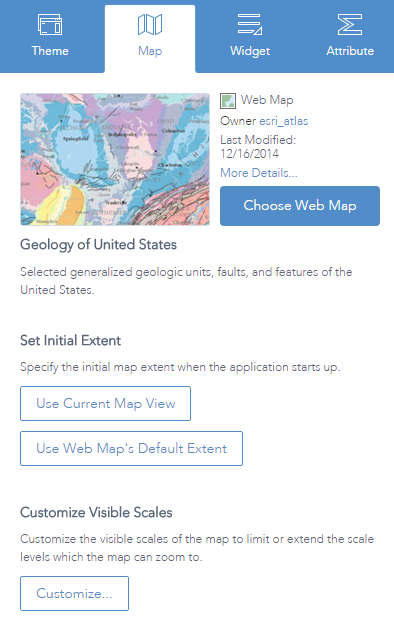 Theme
Map
Widget
Attribute
Web Map
Owner esri_atlas
Last Modified:
12/16/2014
More Details...
Choose Web Map
Springfield
Indianapolis
Columbus
Charleston
Nashville
Geology of United States
Selected generalized geologic units, faults, and features of the
United States.
Set Initial Extent
Specify the initial map extent when the application starts up.
Use Current Map View
Use Web Map's Default Extent
Customize Visible Scales
Customize the visible scales of the map to limit or extend the scale
levels which the map can zoom to.
Customize...